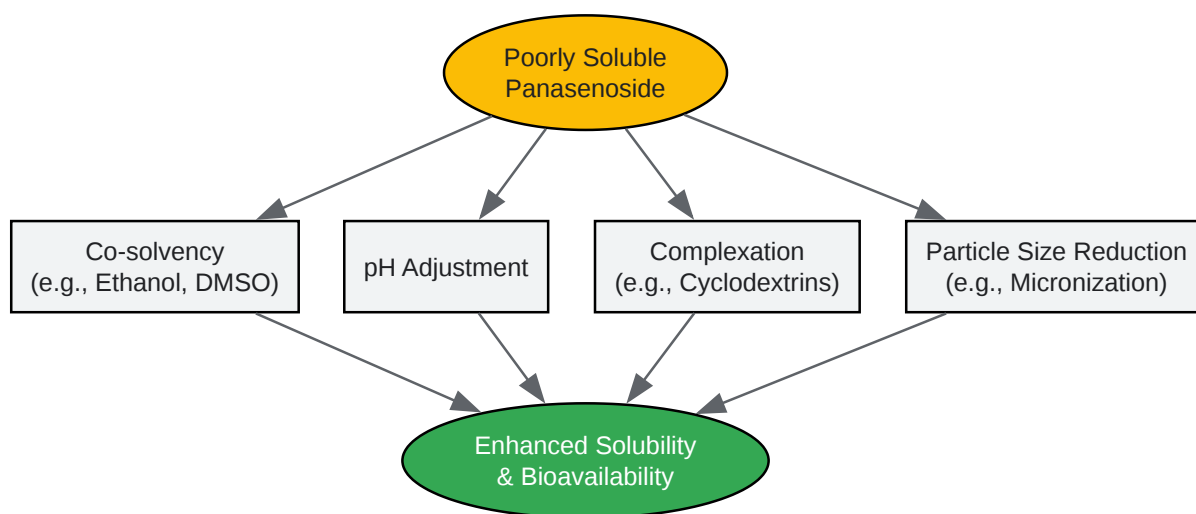 Poorly Soluble
Panasenoside
Co-solvency
(e.g., Ethanol, DMSO)
pH Adjustment
Complexation
(e.g., Cyclodextrins)
Particle Size Reduction
(e.g., Micronization)
Enhanced Solubility
& Bioavailability